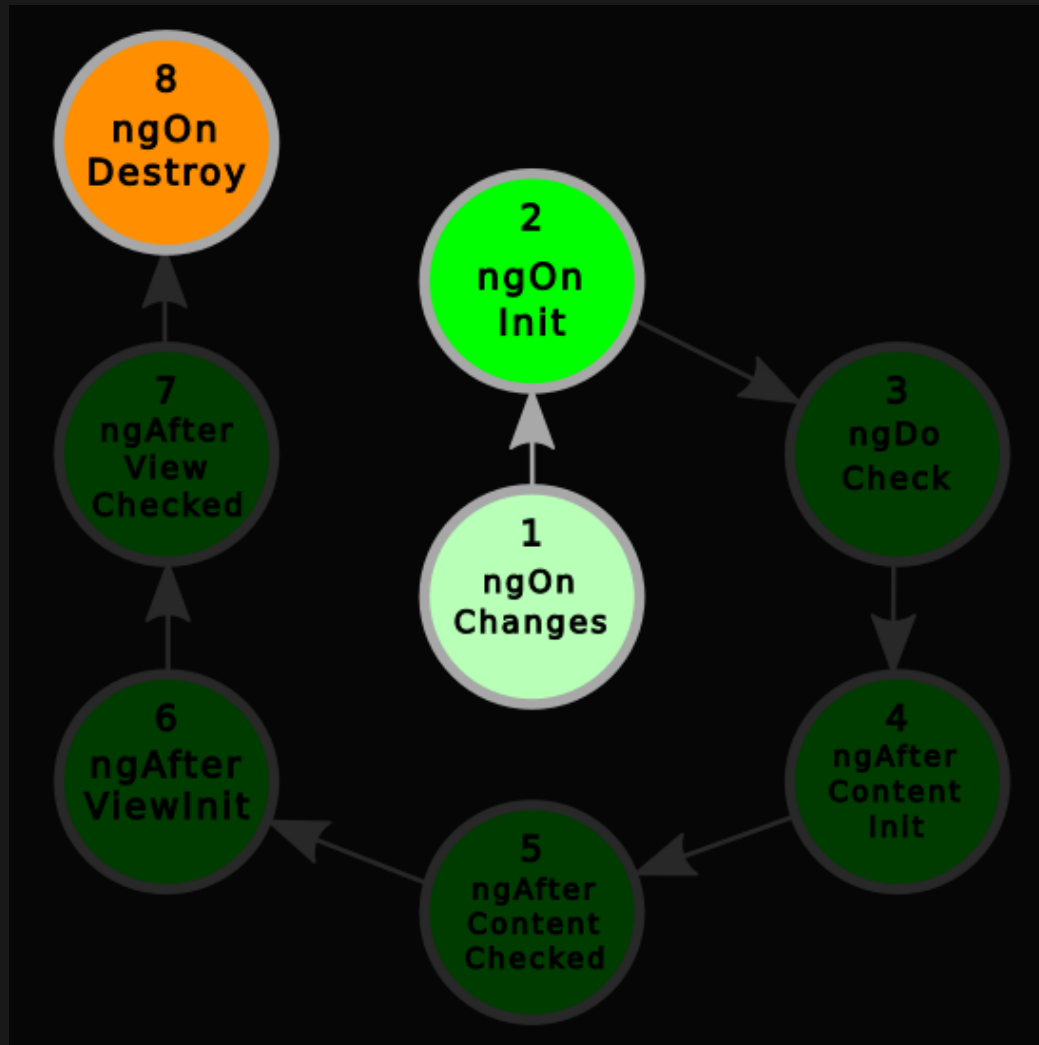 8
ngOn
Destroy
2
ngOn
Init
7
ngAfter
View
Checked
3
ngDo
Check
1
ngOn
Changes
6
ngAfter
ViewInit
4
ngAfter
Content
Init
5
ngAfter
Content
Checked